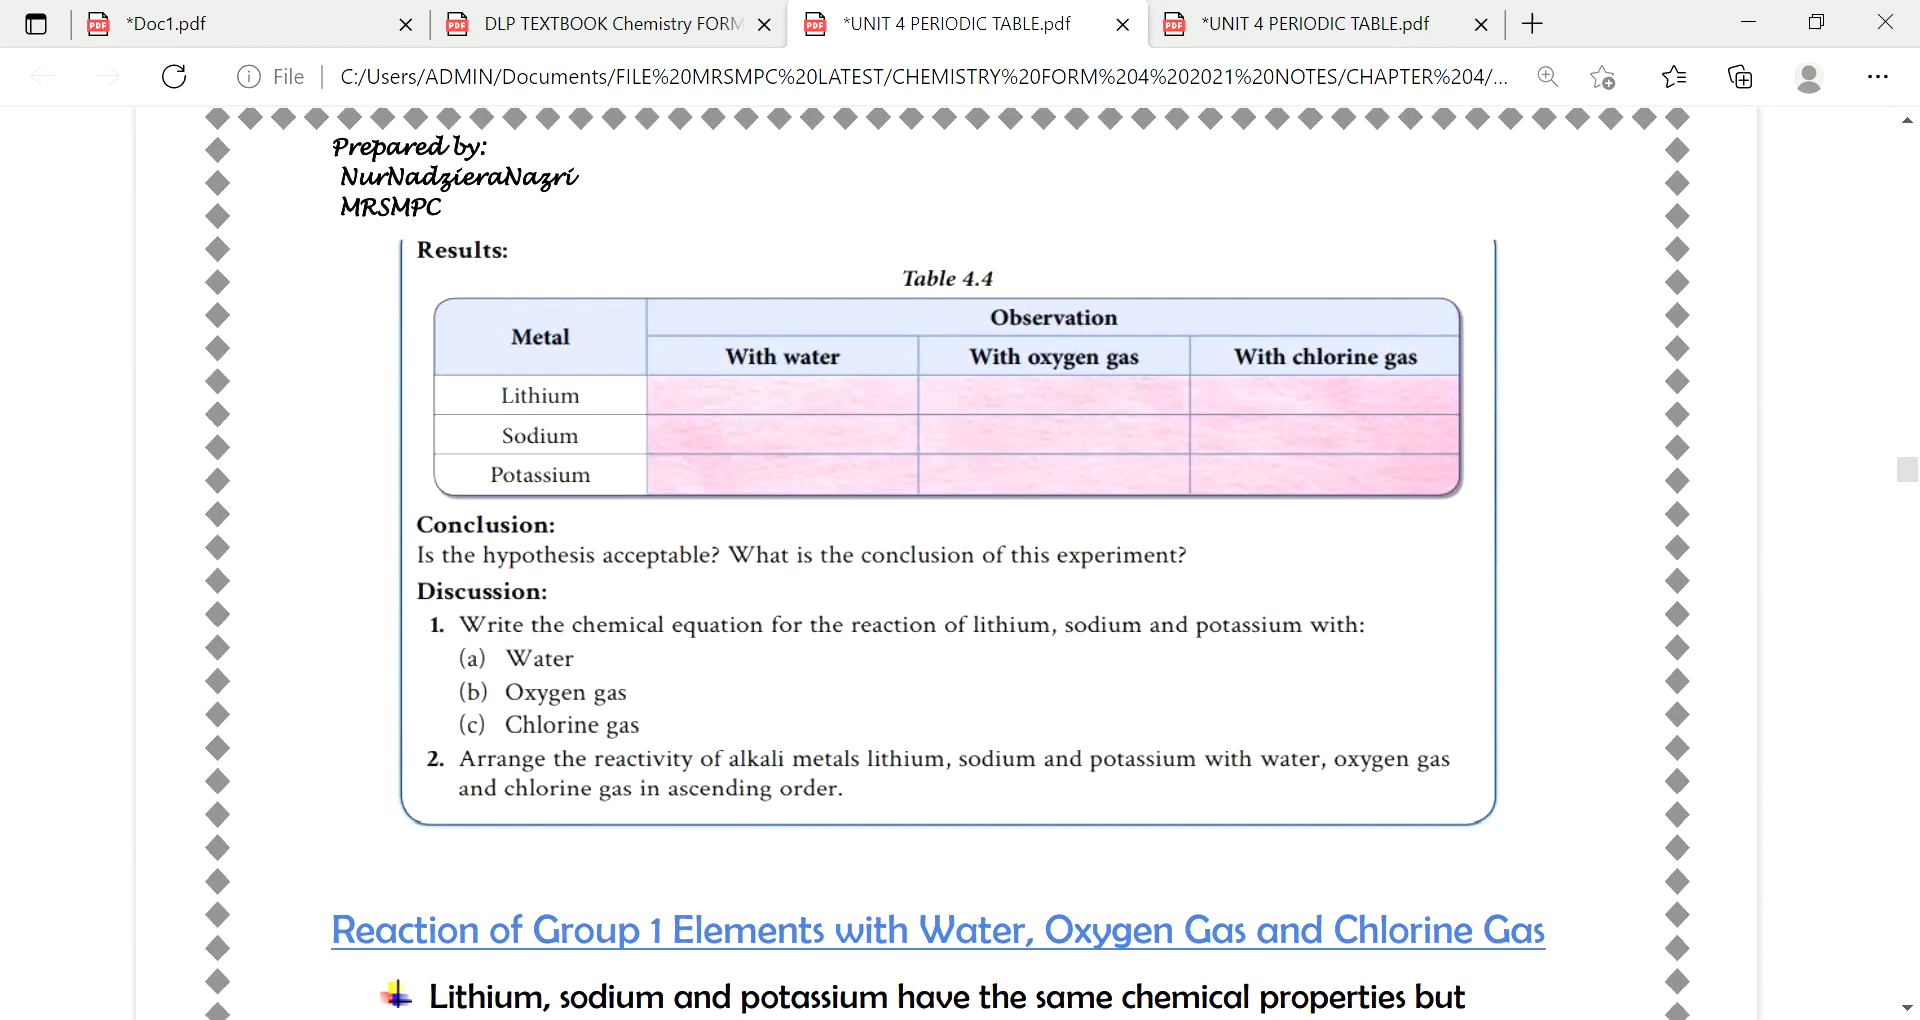 *Doc1.pdf
DLP TEXTBOOK Chemistry FORM
*UNIT 4 PERIODIC TABLE.pdf
*UNIT 4 PERIODIC TABLE.pdf
File
C:/Users/ADMIN/Documents/FILE%20MRSMPC%20LATEST/CHEMISTRY%20FORM%204%202021%20NOTES/CHAPTER%204/...
Prepared by:
NurNadzieraNazri
MRSMPC
Results:
Table 4.4
Metal
Observation
With water With oxygen gas With chlorine gas
Lithium
Sodium
Potassium
Conclusion:
Is the hypothesis acceptable? What is the conclusion of this experiment?
Discussion:
1. Write the chemical equation for the reaction of lithium, sodium and potassium with:
(a) Water
(b) Oxygen gas
(c) Chlorine gas
2. Arrange the reactivity of alkali metals lithium, sodium and potassium with water, oxygen gas
and chlorine gas in ascending order.
Reaction of Group 1 Elements with Water, Oxygen Gas and Chlorine Gas
Lithium, sodium and potassium have the same chemical properties but